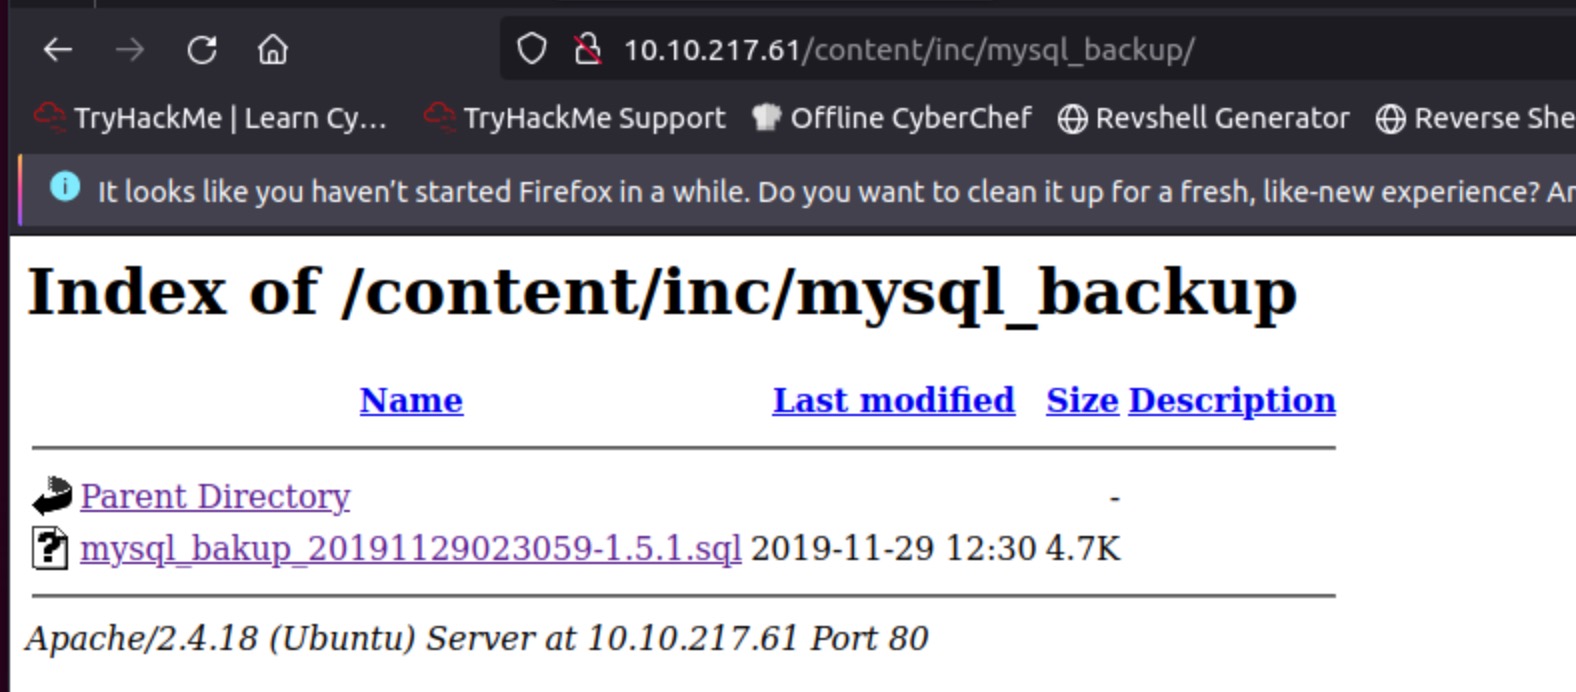 10.10.217.61/content/inc/mysql_backup/
TryHackMe | Learn Cy… TryHackMe Support Offline CyberChef Revshell Generator Reverse She
It looks like you haven’t started Firefox in a while. Do you want to clean it up for a fresh, like-new experience? Ar
Index of /content/inc/mysql_backup
Name Last modified Size Description
Parent Directory -
mysql_bakup_20191129023059-1.5.1.sql 2019-11-29 12:30 4.7K
Apache/2.4.18 (Ubuntu) Server at 10.10.217.61 Port 80